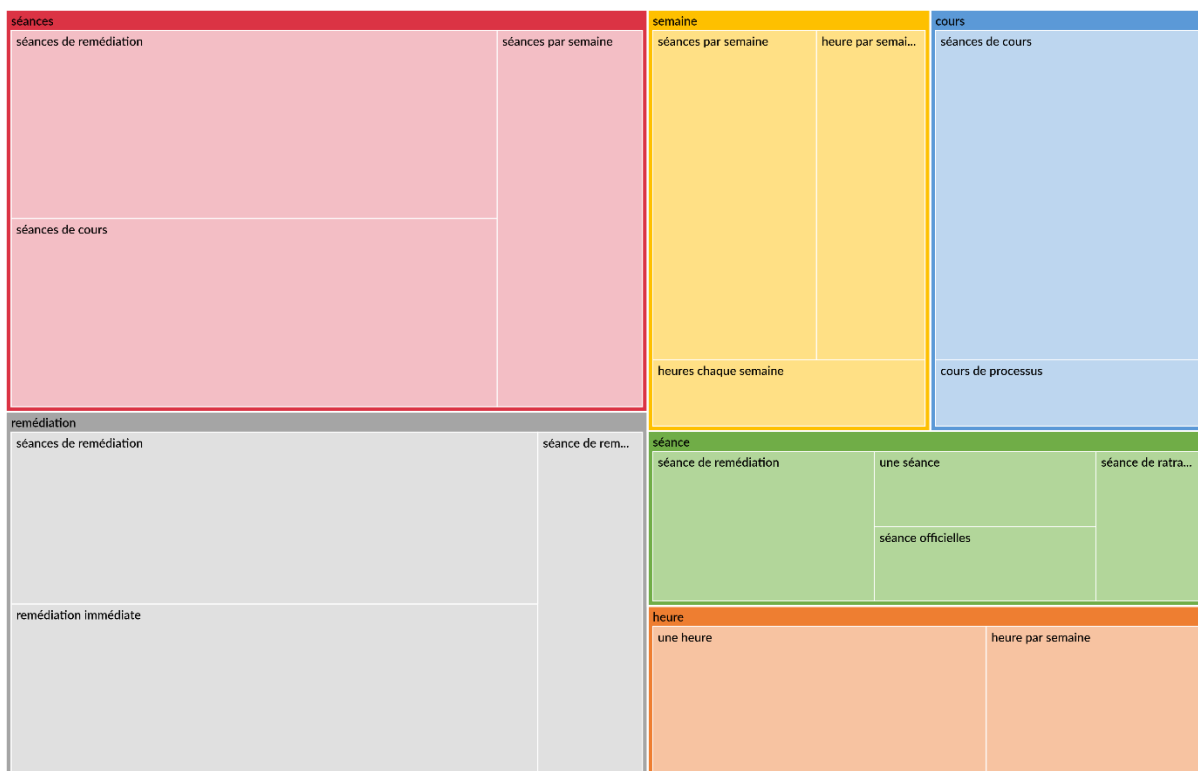 séances
séances de remédiation
séances par semaine
séances de cours
semaine
séances par semaine
heure par semai...
heures chaque semaine
cours
séances de cours
cours de processus
remédiation
séances de remédiation
séance de rem...
remédiation immédiate
séance
séance de remédiation
une séance
séance de ratra...
séance officielles
heure
une heure
heure par semaine